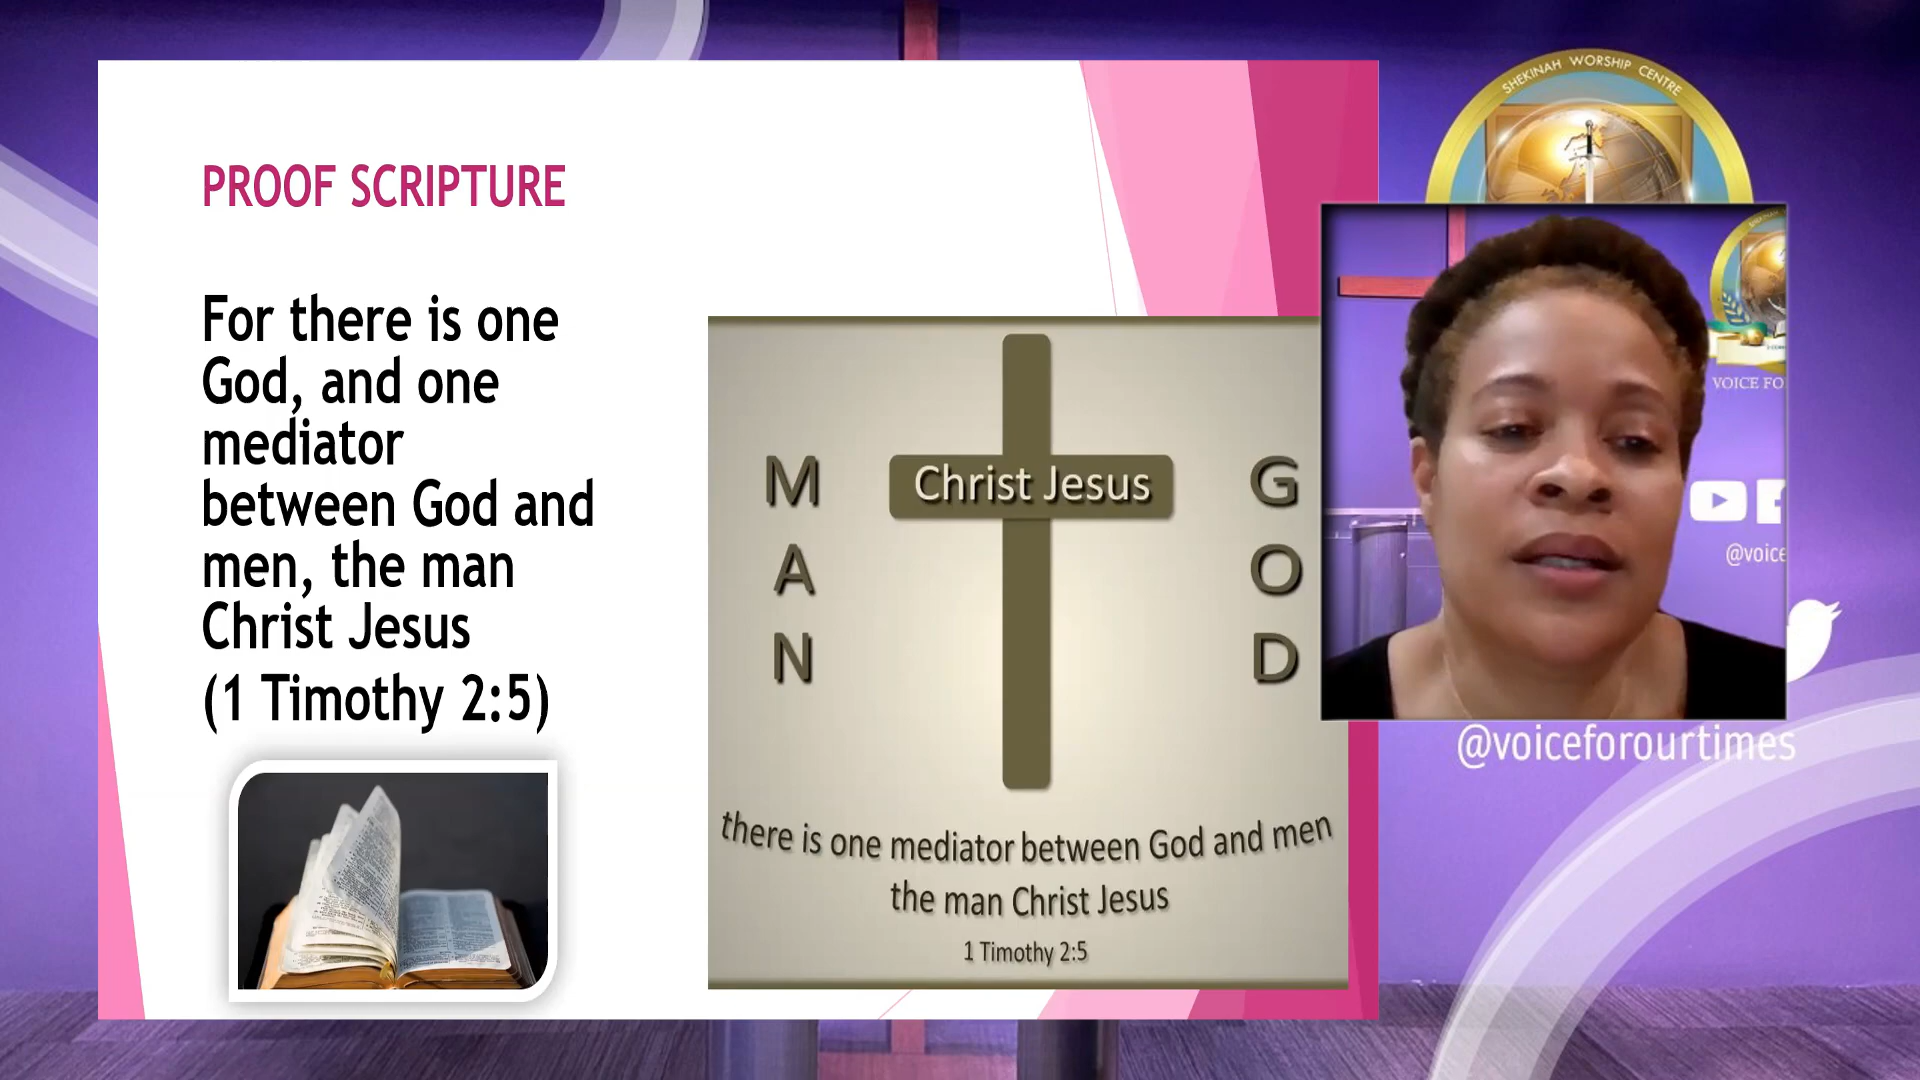 PROOF SCRIPTURE
For there is one
God, and one
mediator
between God and
men, the man
Christ Jesus
(1 Timothy 2:5)
M
A
N
Christ Jesus
G
O
D
there is one mediator between God and men
the man Christ Jesus
1 Timothy 2:5
SHEKINAH WORSHIP CENTRE
VOICE FO
@voice
@voiceforourtimes